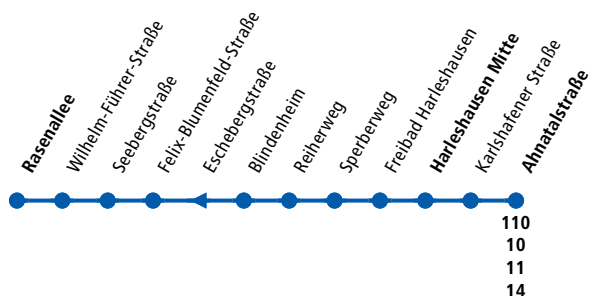 Rasenallee
Wilhelm-Führer-Straße
Seebergstraße
Felix-Blumenfeld-Straße
Eschebergstraße
Blindenheim
Reiherweg
Sperberweg
Freibad Harleshausen
Harleshausen Mitte
Karlshafener Straße
Ahnatalstraße
110
10
11
14